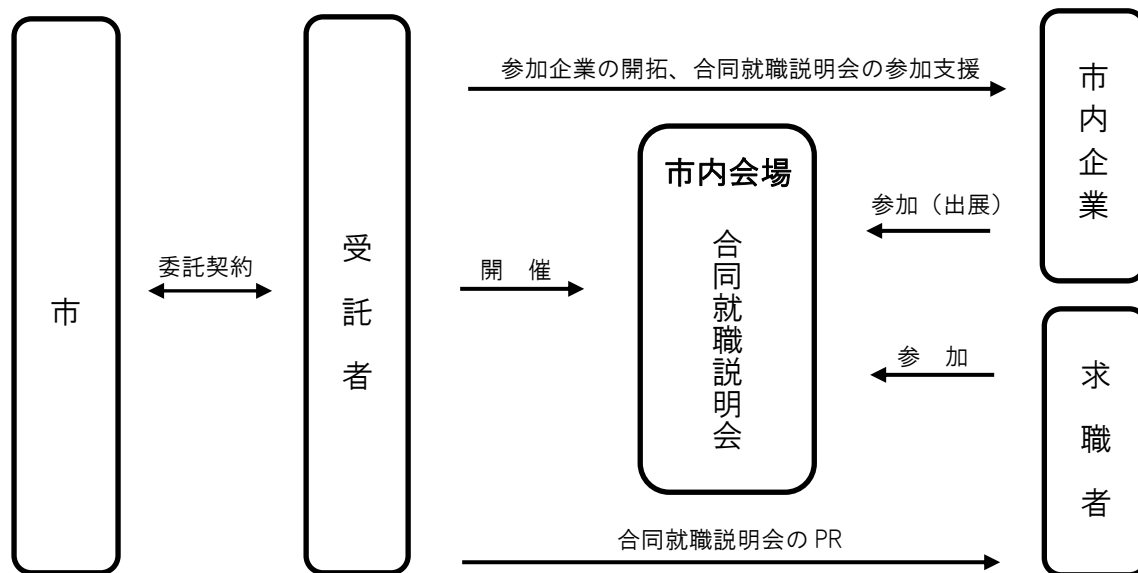 市
委託契約
受託者
参加企業の開拓、合同就職説明会の参加支援
開　催
市内会場
合同就職説明会
参加（出展）
参　加
合同就職説明会の PR
市内企業
求職者